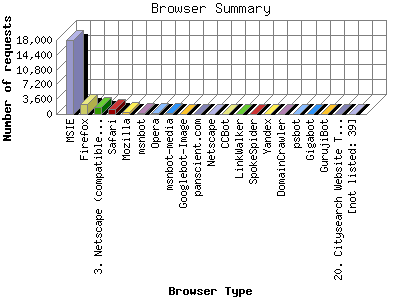 Browser Summary
Number of requests
18,000
14,400
10,800
7,200
3,600
0
MSIE
Firefox
3. Netscape (compatible...
Safari
Mozilla
msnbot
Opera
msnbot-media
Googlebot-Image
panscient.com
Netscape
CCBot
LinkWalker
SpokeSpider
Yandex
DomainCrawler
psbot
Gigabot
GurujiBot
20. Citysearch Website T...
[not listed: 39]
Browser Type